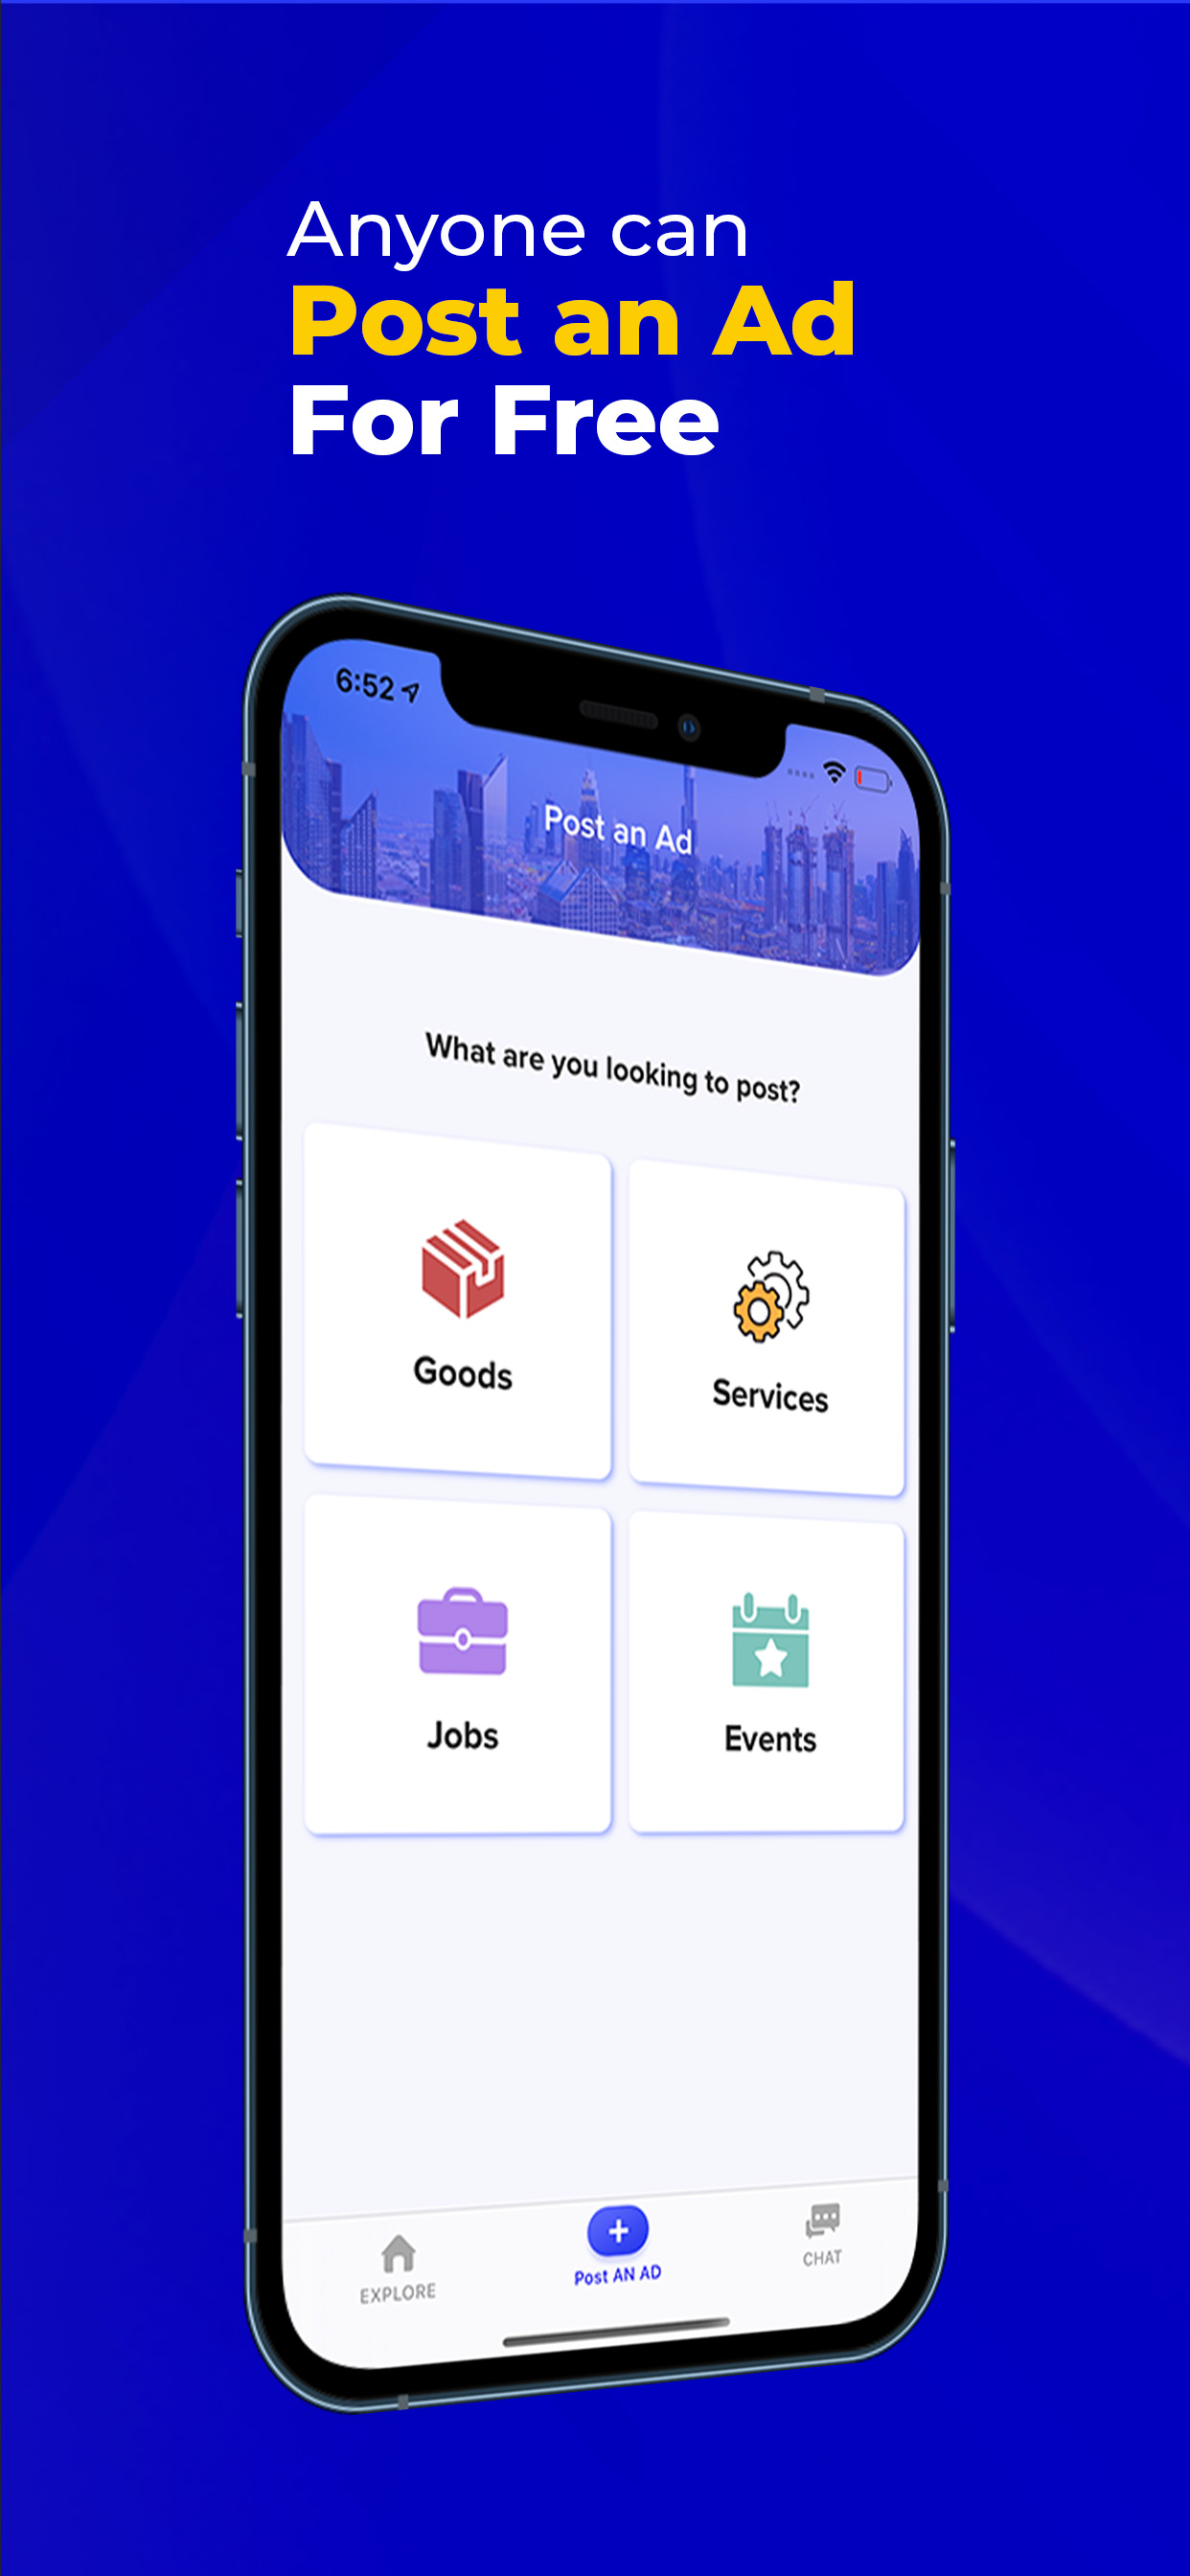 Anyone can
Post an Ad
For Free
6:52
Post an Ad
What are you looking to post?
Goods
Services
Jobs
Events
EXPLORE
Post AN AD
CHAT